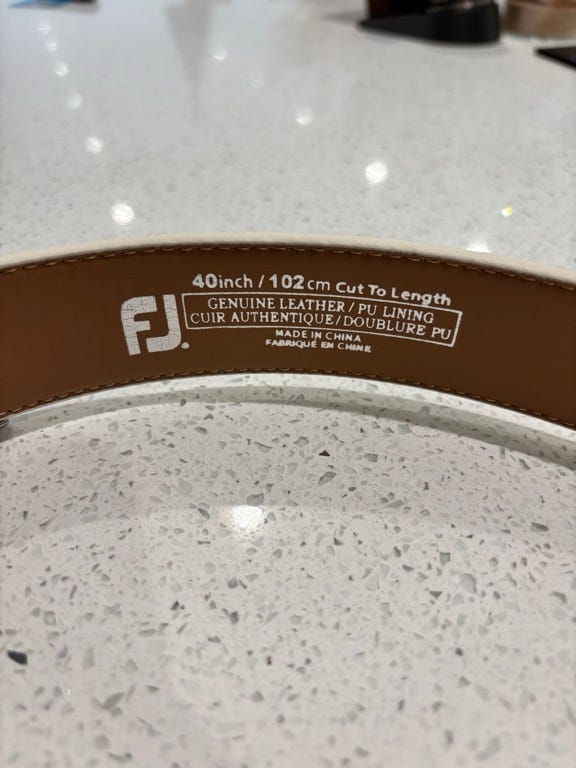 40inch / 102cm Cut To Length
FJ®
GENUINE LEATHER / PU LINING
CUIR AUTHENTIQUE / DOUBLURE PU
MADE IN CHINA
FABRIQUÉ EN CHINE